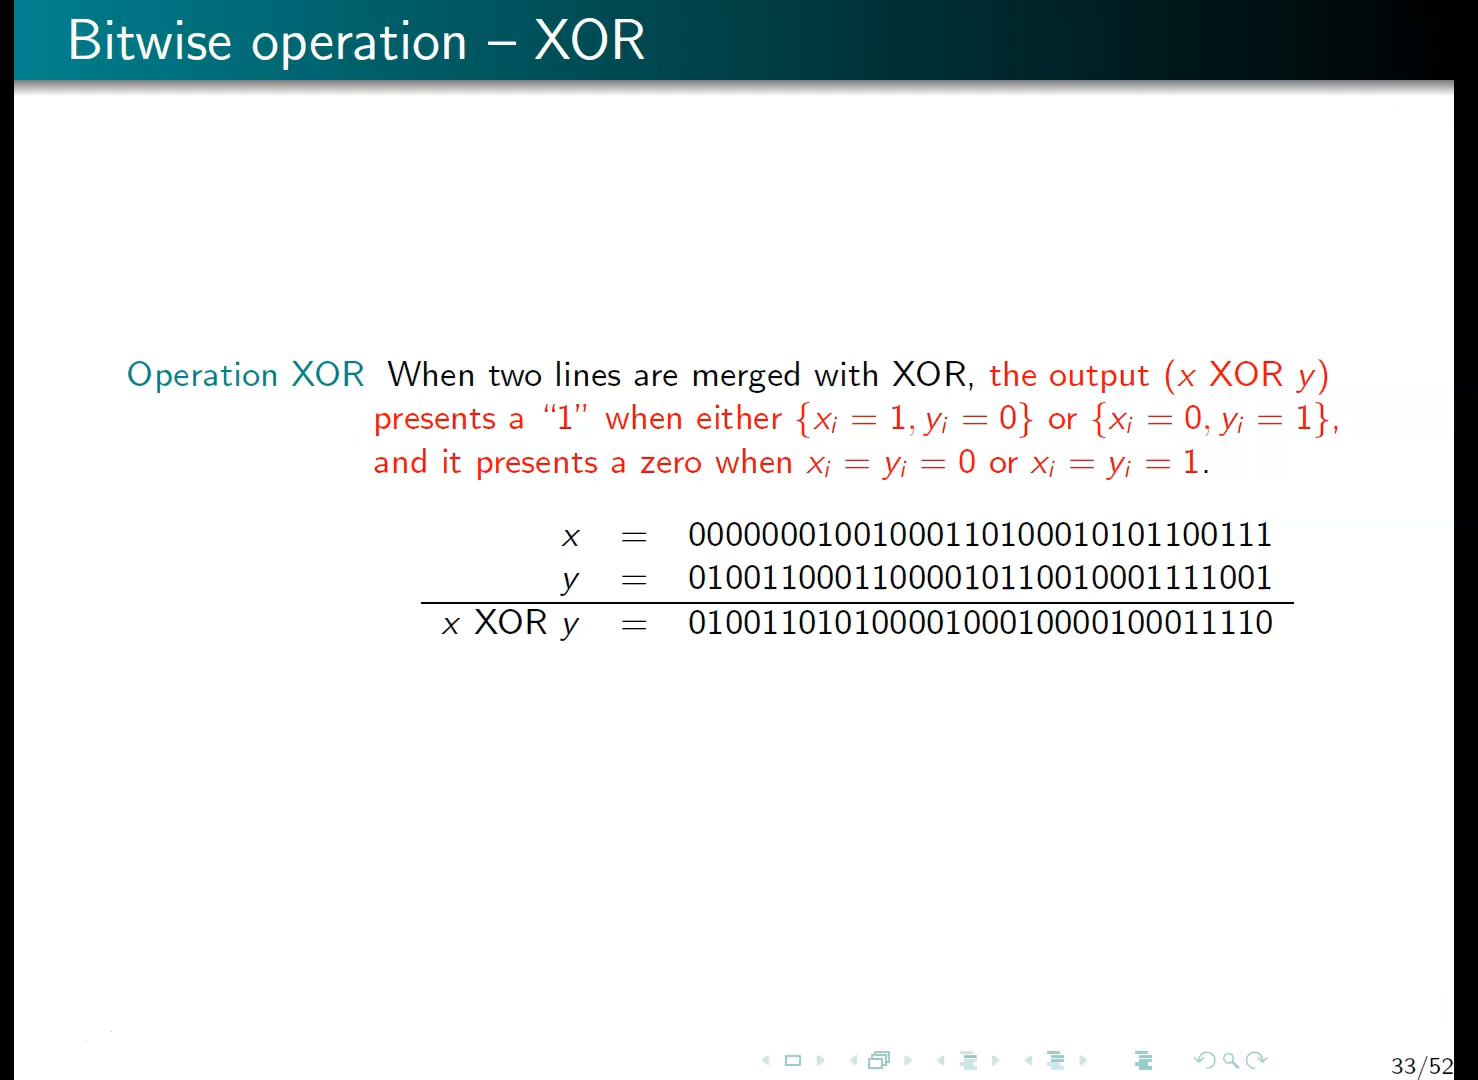 Bitwise operation – XOR
Operation XOR When two lines are merged with XOR, the output (x XOR y)
presents a “1” when either {xᵢ = 1, yᵢ = 0} or {xᵢ = 0, yᵢ = 1},
and it presents a zero when xᵢ = yᵢ = 0 or xᵢ = yᵢ = 1.
x = 00000001001000110100010101100111
y = 01001100011000010110010001111001
x XOR y = 01001101010000100010000100011110
33/52